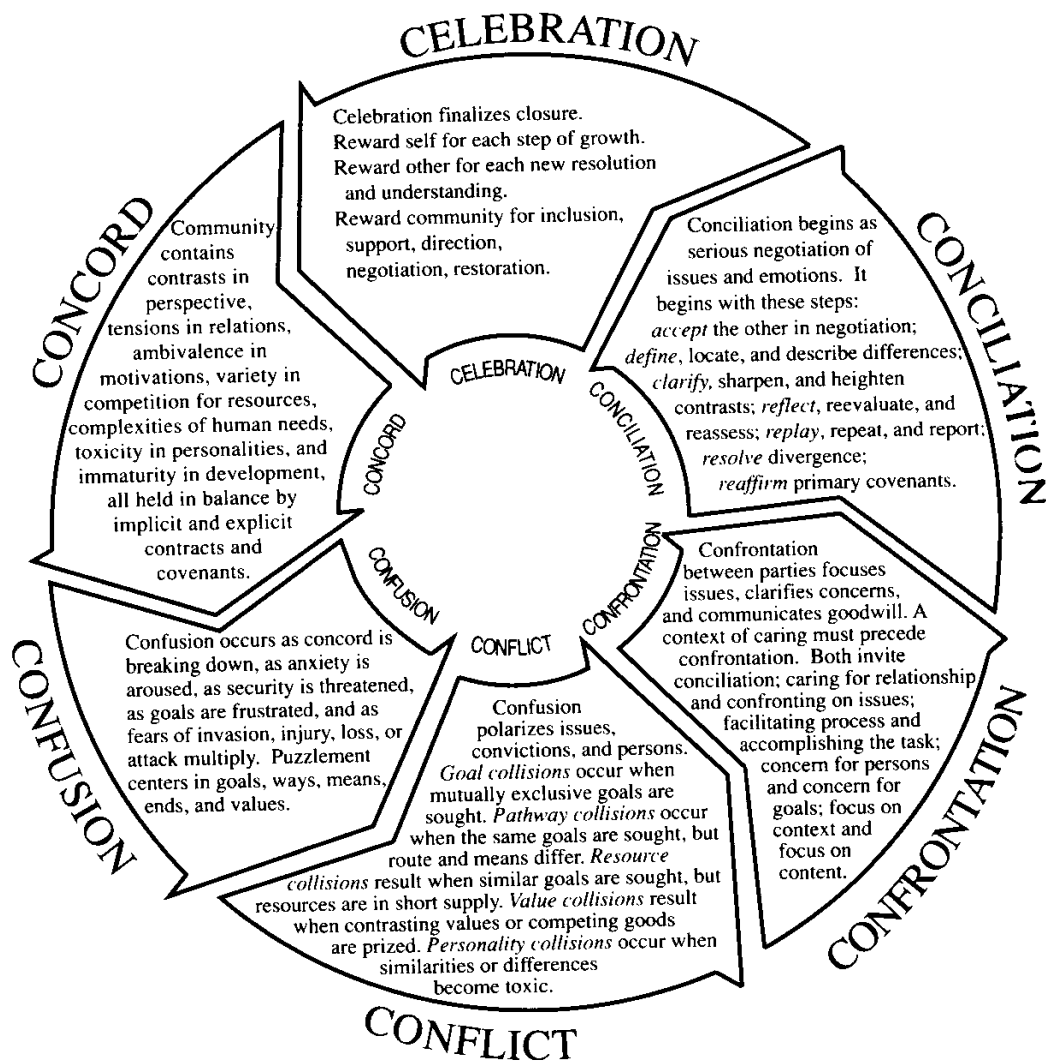 CELEBRATION
Celebration finalizes closure.
Reward self for each step of growth.
Reward other for each new resolution
and understanding.
Reward community for inclusion,
support, direction,
negotiation, restoration.
CONCILIATION
Conciliation begins as
serious negotiation of
issues and emotions. It
begins with these steps:
accept the other in negotiation;
define, locate, and describe differences;
clarify, sharpen, and heighten
contrasts; reflect, reevaluate, and
reassess; replay, repeat, and report;
resolve divergence;
reaffirm primary covenants.
CONFRONTATION
Confrontation
between parties focuses
issues, clarifies concerns,
and communicates goodwill. A
context of caring must precede
confrontation. Both invite
conciliation; caring for relationship
and confronting on issues;
facilitating process and
accomplishing the task;
concern for persons
and concern for
goals; focus on
context and
focus on
content.
CONFLICT
Confusion
polarizes issues,
convictions, and persons.
Goal collisions occur when
mutually exclusive goals are
sought. Pathway collisions occur
when the same goals are sought, but
route and means differ. Resource
collisions result when similar goals are sought, but
resources are in short supply. Value collisions result
when contrasting values or competing goods
are prized. Personality collisions occur when
similarities or differences
become toxic.
CONFUSION
Confusion occurs as concord is
breaking down, as anxiety is
aroused, as security is threatened,
as goals are frustrated, and as
fears of invasion, injury, loss, or
attack multiply. Puzzlement
centers in goals, ways, means,
ends, and values.
CONCORD
Community
contains
contrasts in
perspective,
tensions in relations,
ambivalence in
motivations, variety in
competition for resources,
complexities of human needs,
toxicity in personalities, and
immaturity in development,
all held in balance by
implicit and explicit
contracts and
covenants.
CELEBRATION
CONCILIATION
CONFRONTATION
CONFLICT
CONFUSION
CONCORD